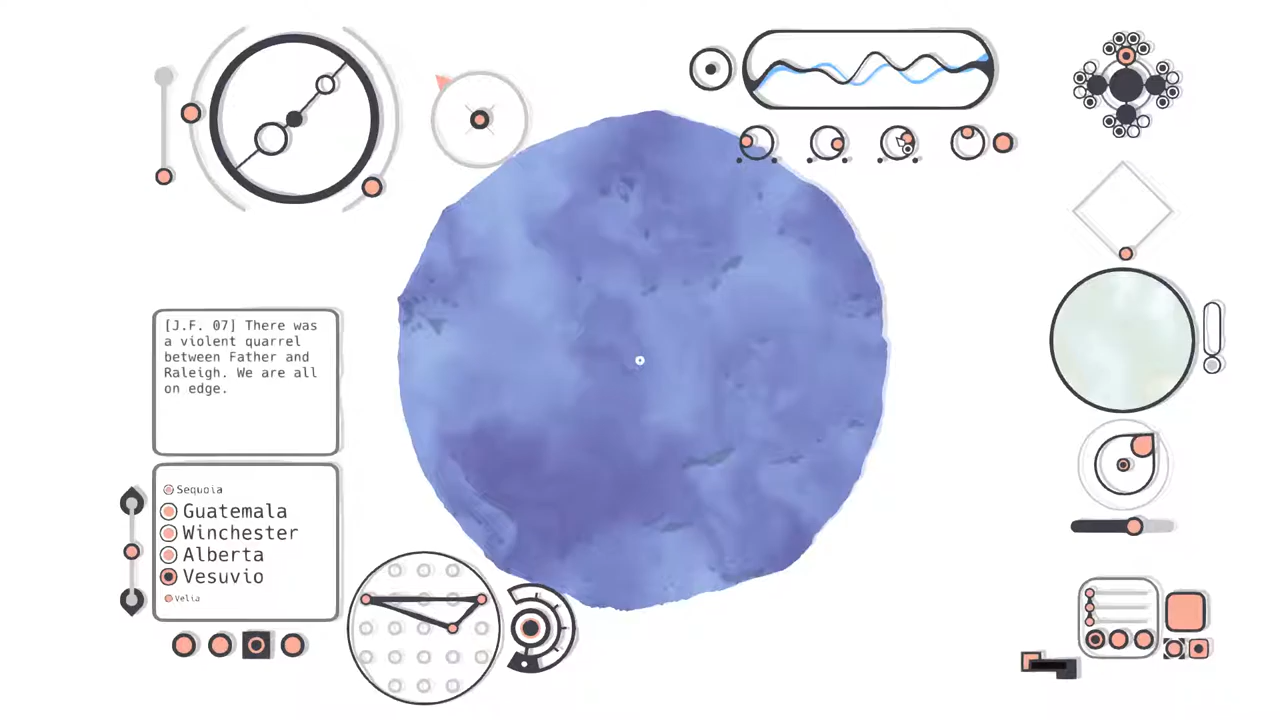 [J.F. 07] There was
a violent quarrel
between Father and
Raleigh. We are all
on edge.
Sequoia
Guatemala
Winchester
Alberta
Vesuvio
Velia